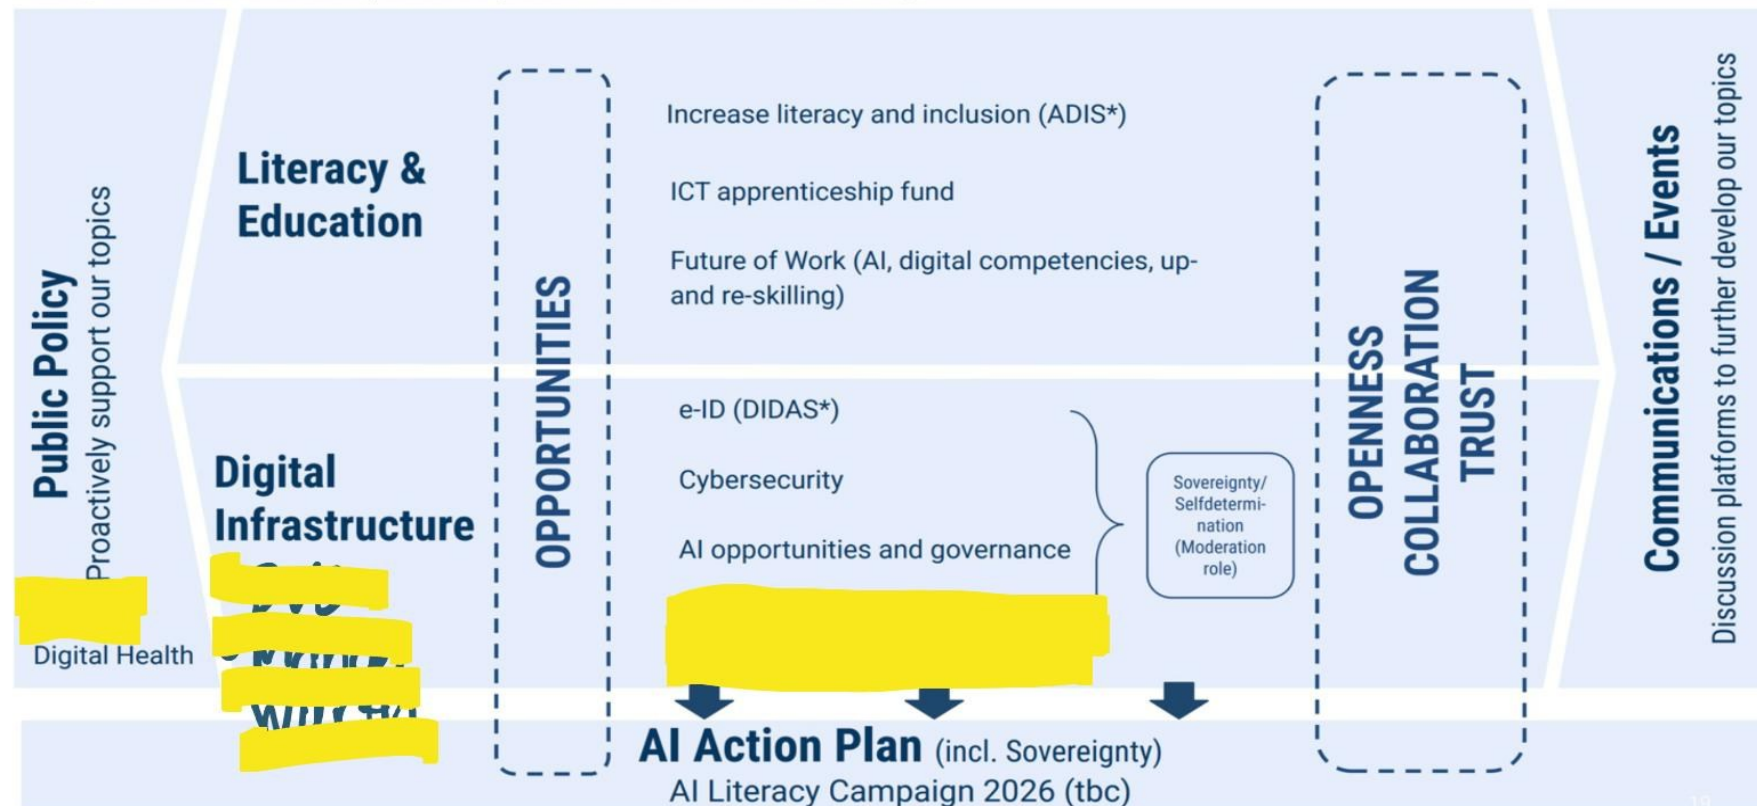 Public Policy
Proactively support our topics
Digital Health
Literacy &
Education
Digital
Infrastructure
OPPORTUNITIES
Increase literacy and inclusion (ADIS*)
ICT apprenticeship fund
Future of Work (AI, digital competencies, up-
and re-skilling)
e-ID (DIDAS*)
Cybersecurity
AI opportunities and governance
Sovereignty/
Selfdetermi-
nation
(Moderation
role)
OPENNESS
COLLABORATION
TRUST
Communications / Events
Discussion platforms to further develop our topics
AI Action Plan (incl. Sovereignty)
AI Literacy Campaign 2026 (tbc)